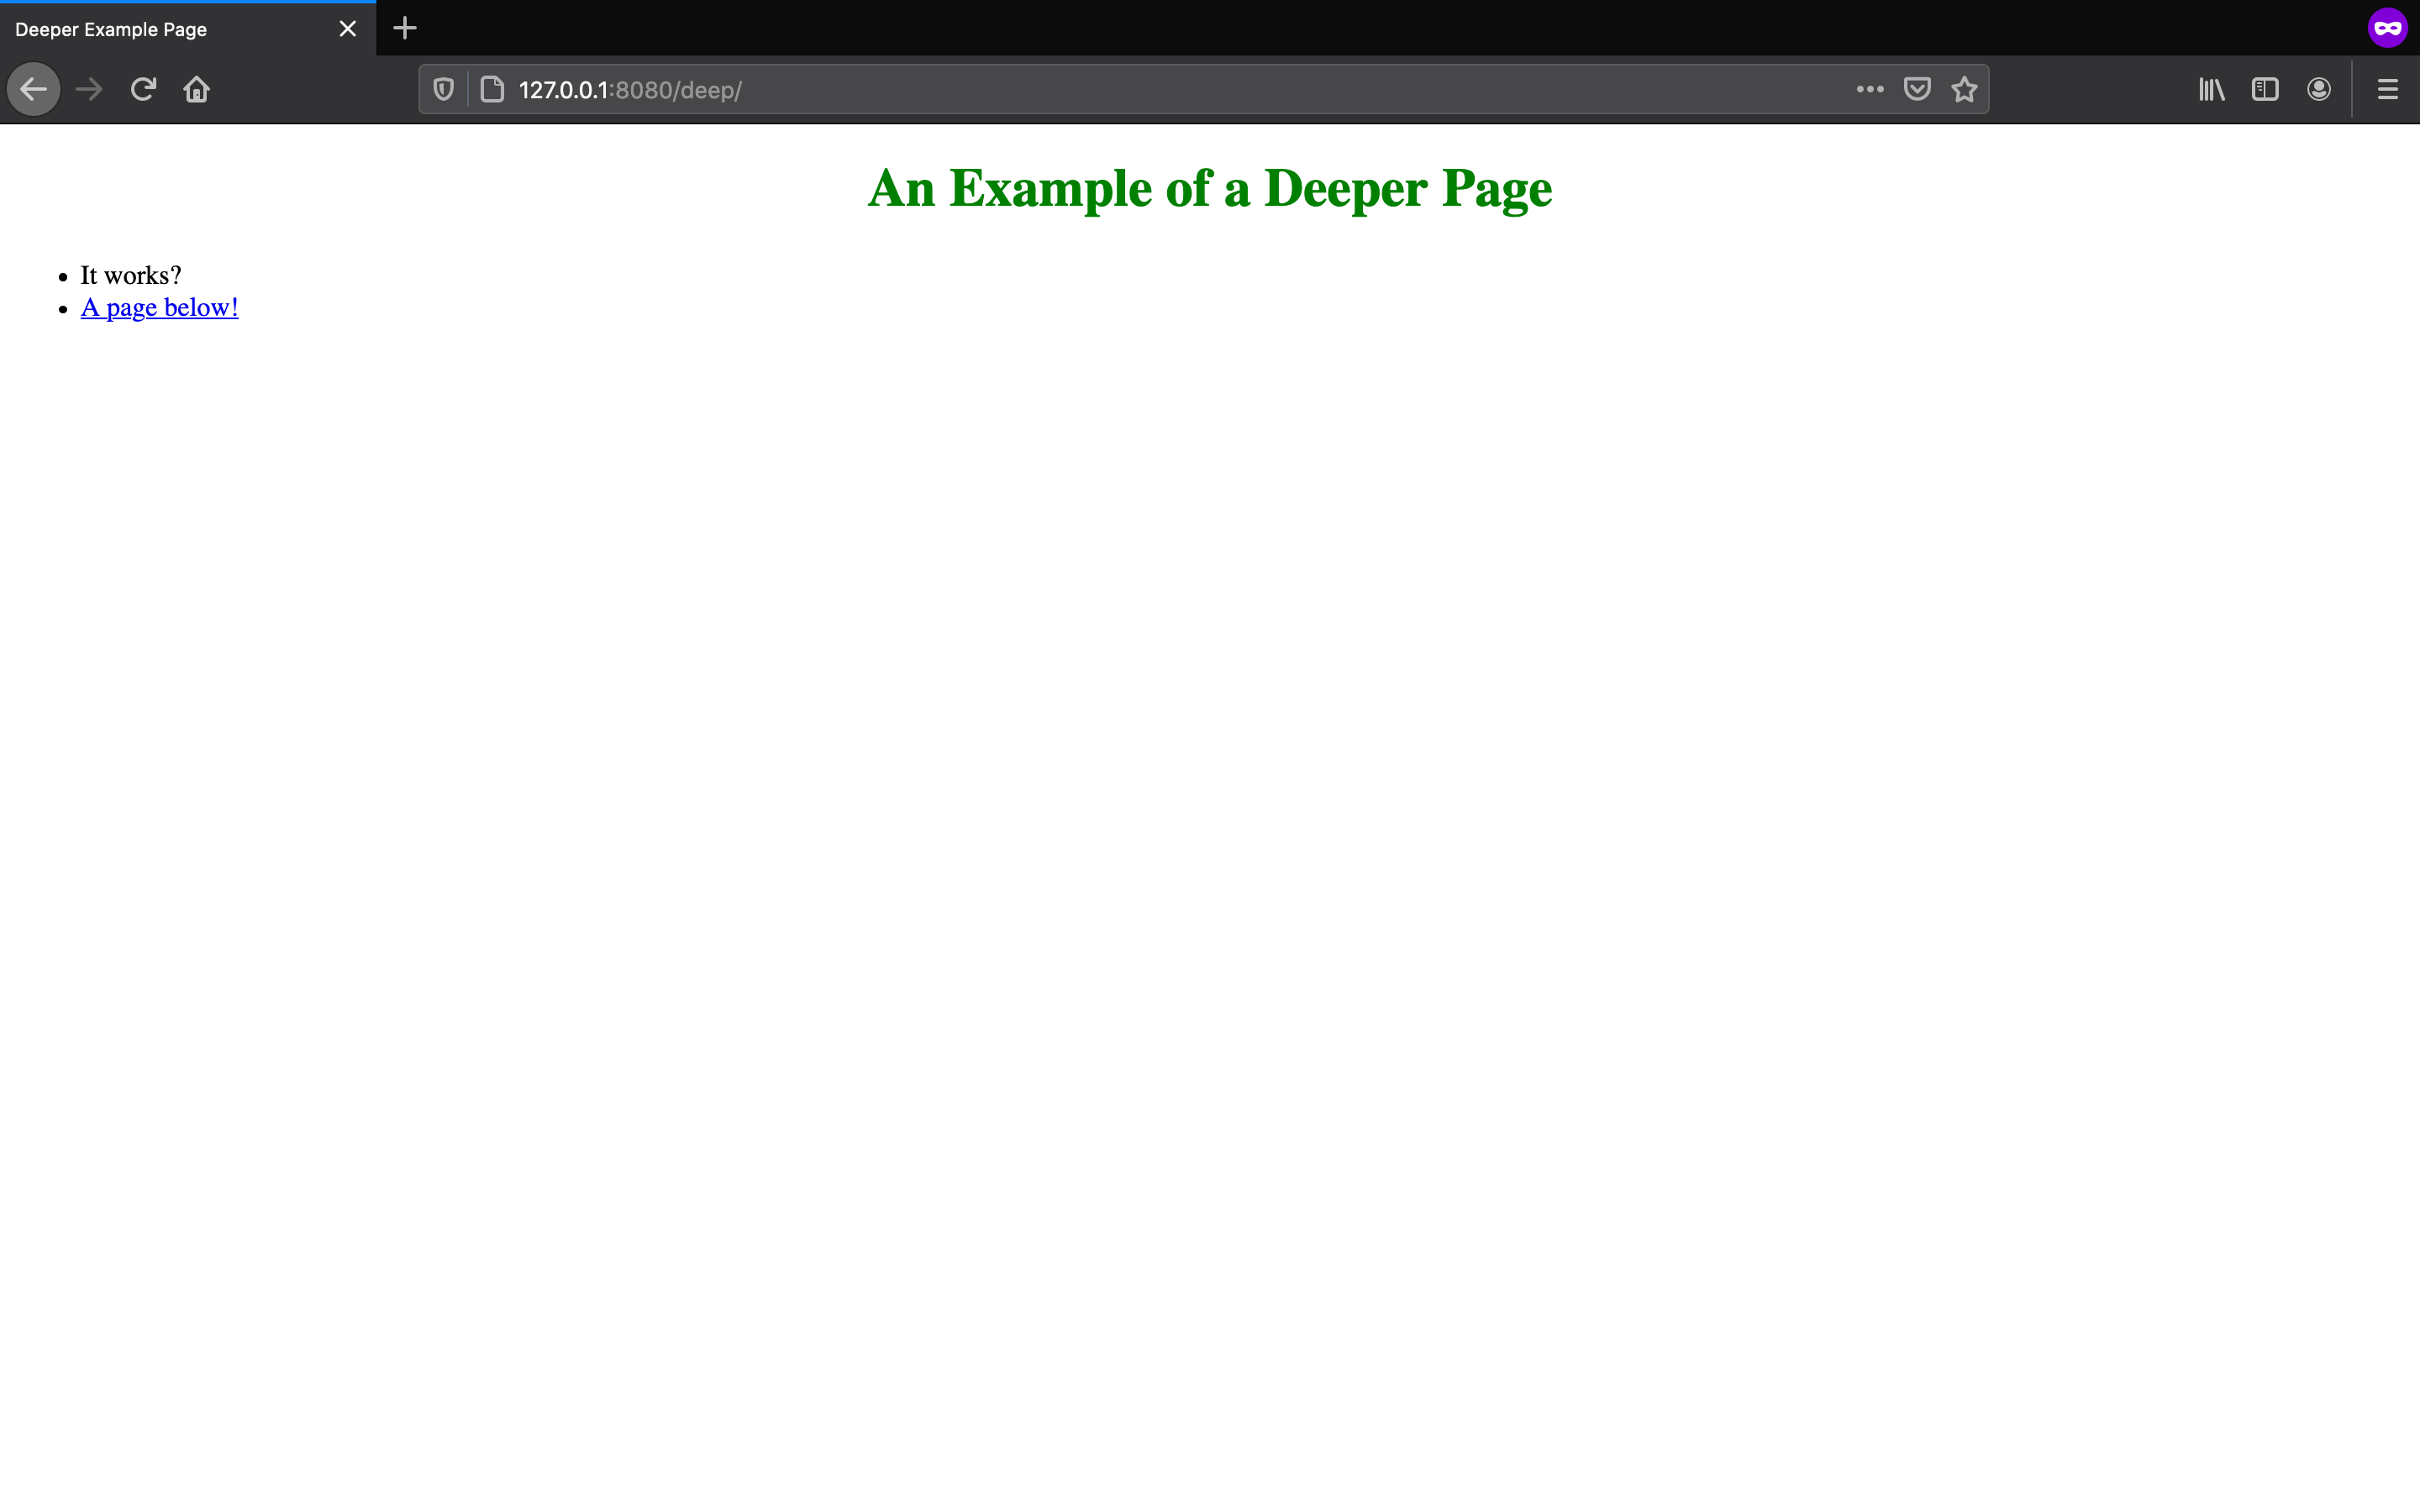 Deeper Example Page
127.0.0.1:8080/deep/
An Example of a Deeper Page
It works?
A page below!